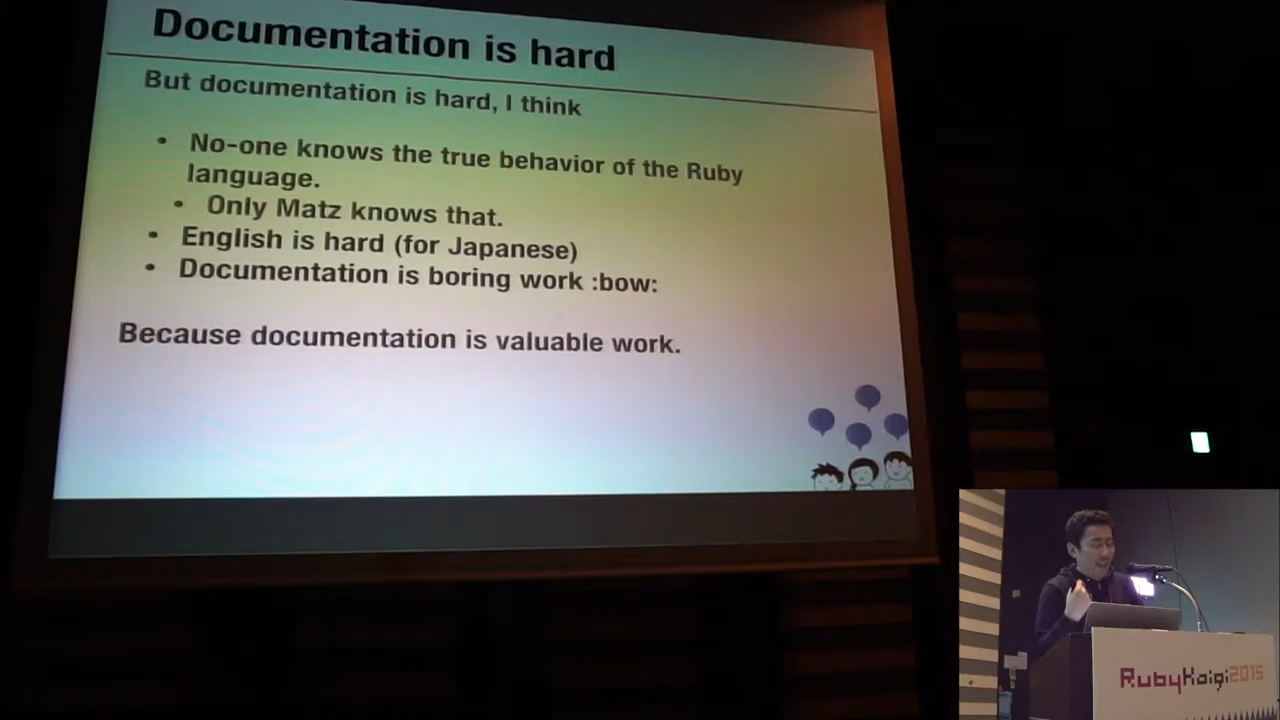 Documentation is hard
But documentation is hard, I think
• No-one knows the true behavior of the Ruby
language.
• Only Matz knows that.
• English is hard (for Japanese)
• Documentation is boring work :bow:
Because documentation is valuable work.
RubyKaigi2015